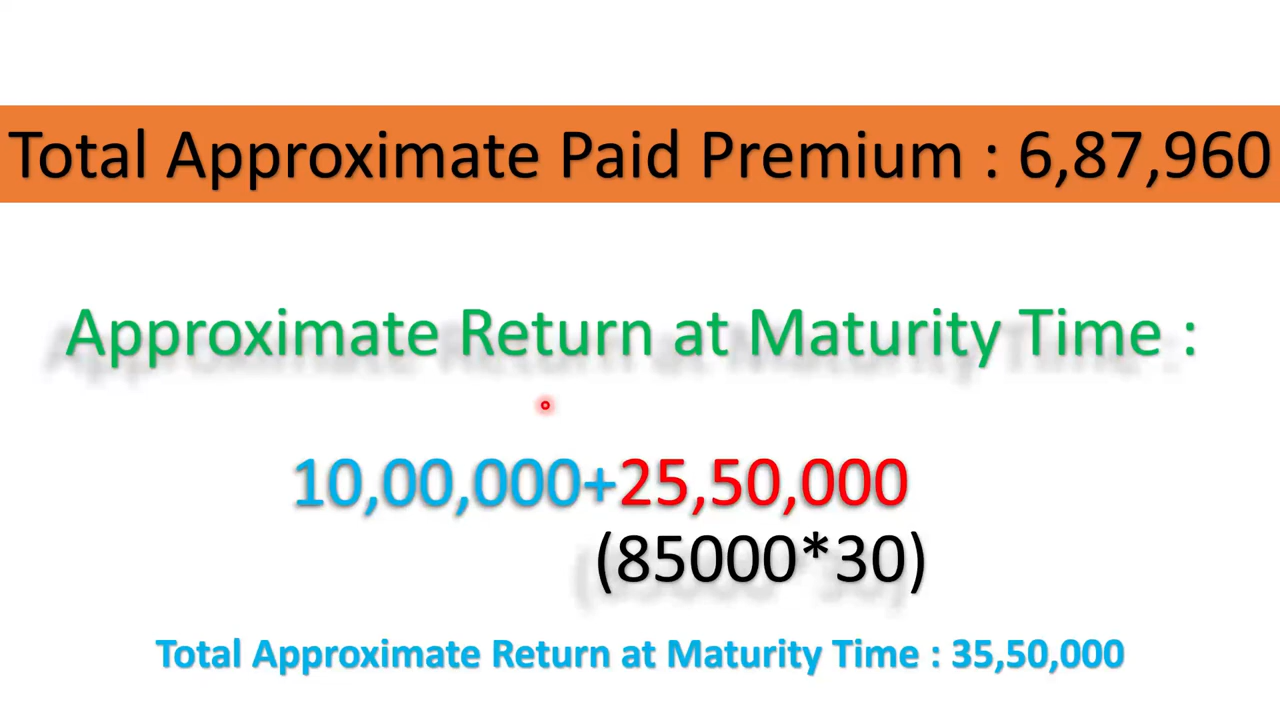 Total Approximate Paid Premium : 6,87,960
Approximate Return at Maturity Time :
10,00,000+25,50,000
(85000*30)
Total Approximate Return at Maturity Time : 35,50,000